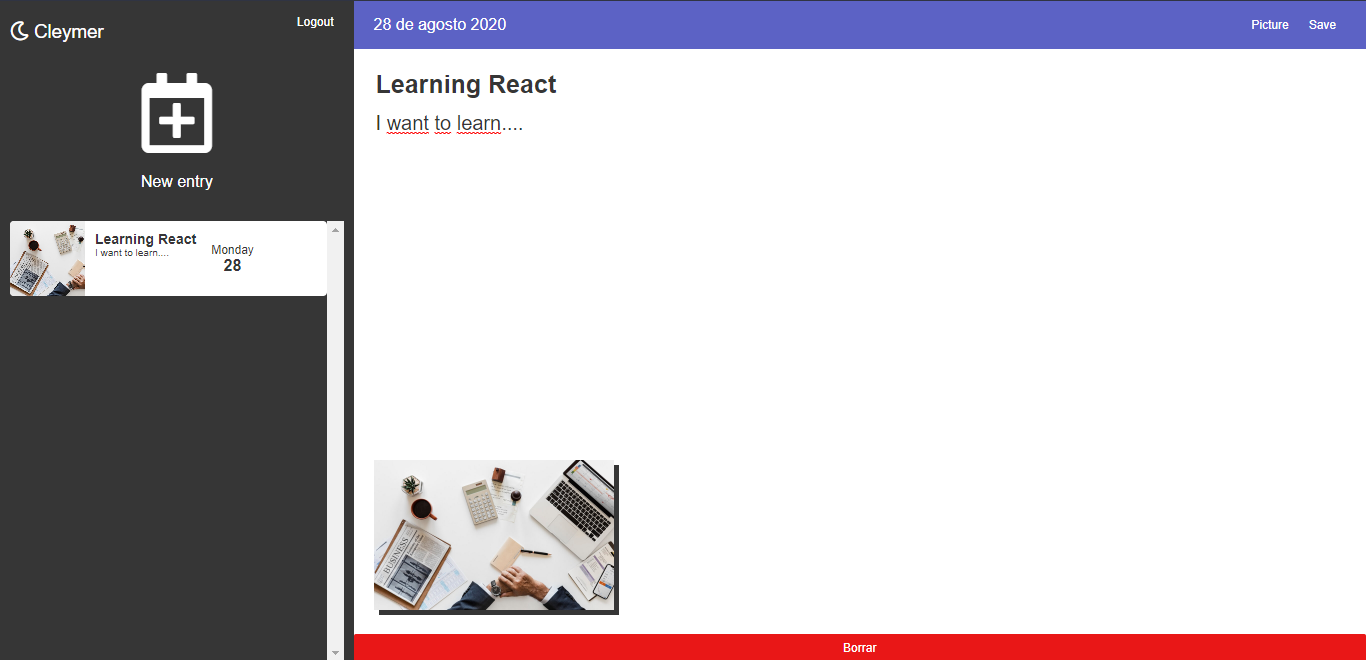 Cleymer
Logout
New entry
Learning React
I want to learn....
Monday
28
28 de agosto 2020
Picture
Save
Learning React
I want to learn....
BUSINESS
Borrar